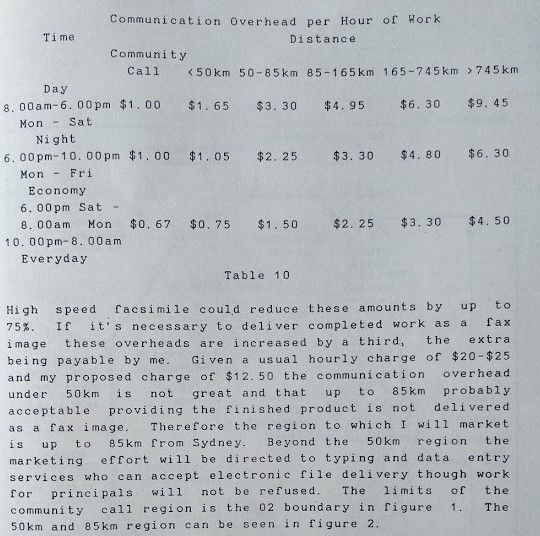 Communication Overhead per Hour of Work
Time Distance
Community
Call <50km 50-85km 85-165km 165-745km >745km
Day
8.00am-6.00pm $1.00 $1.65 $3.30 $4.95 $6.30 $9.45
Mon - Sat
Night
6.00pm-10.00pm $1.00 $1.05 $2.25 $3.30 $4.80 $6.30
Mon - Fri
Economy
6.00pm Sat -
8.00am Mon $0.67 $0.75 $1.50 $2.25 $3.30 $4.50
10.00pm-8.00am
Everyday
Table 10
High speed facsimile could reduce these amounts by up to
75%. If it's necessary to deliver completed work as a fax
image these overheads are increased by a third, the extra
being payable by me. Given a usual hourly charge of $20-$25
and my proposed charge of $12.50 the communication overhead
under 50km is not great and that up to 85km probably
acceptable providing the finished product is not delivered
as a fax image. Therefore the region to which I will market
is up to 85km from Sydney. Beyond the 50km region the
marketing effort will be directed to typing and data entry
services who can accept electronic file delivery though work
for principals will not be refused. The limits of the
community call region is the 02 boundary in figure 1. The
50km and 85km region can be seen in figure 2.